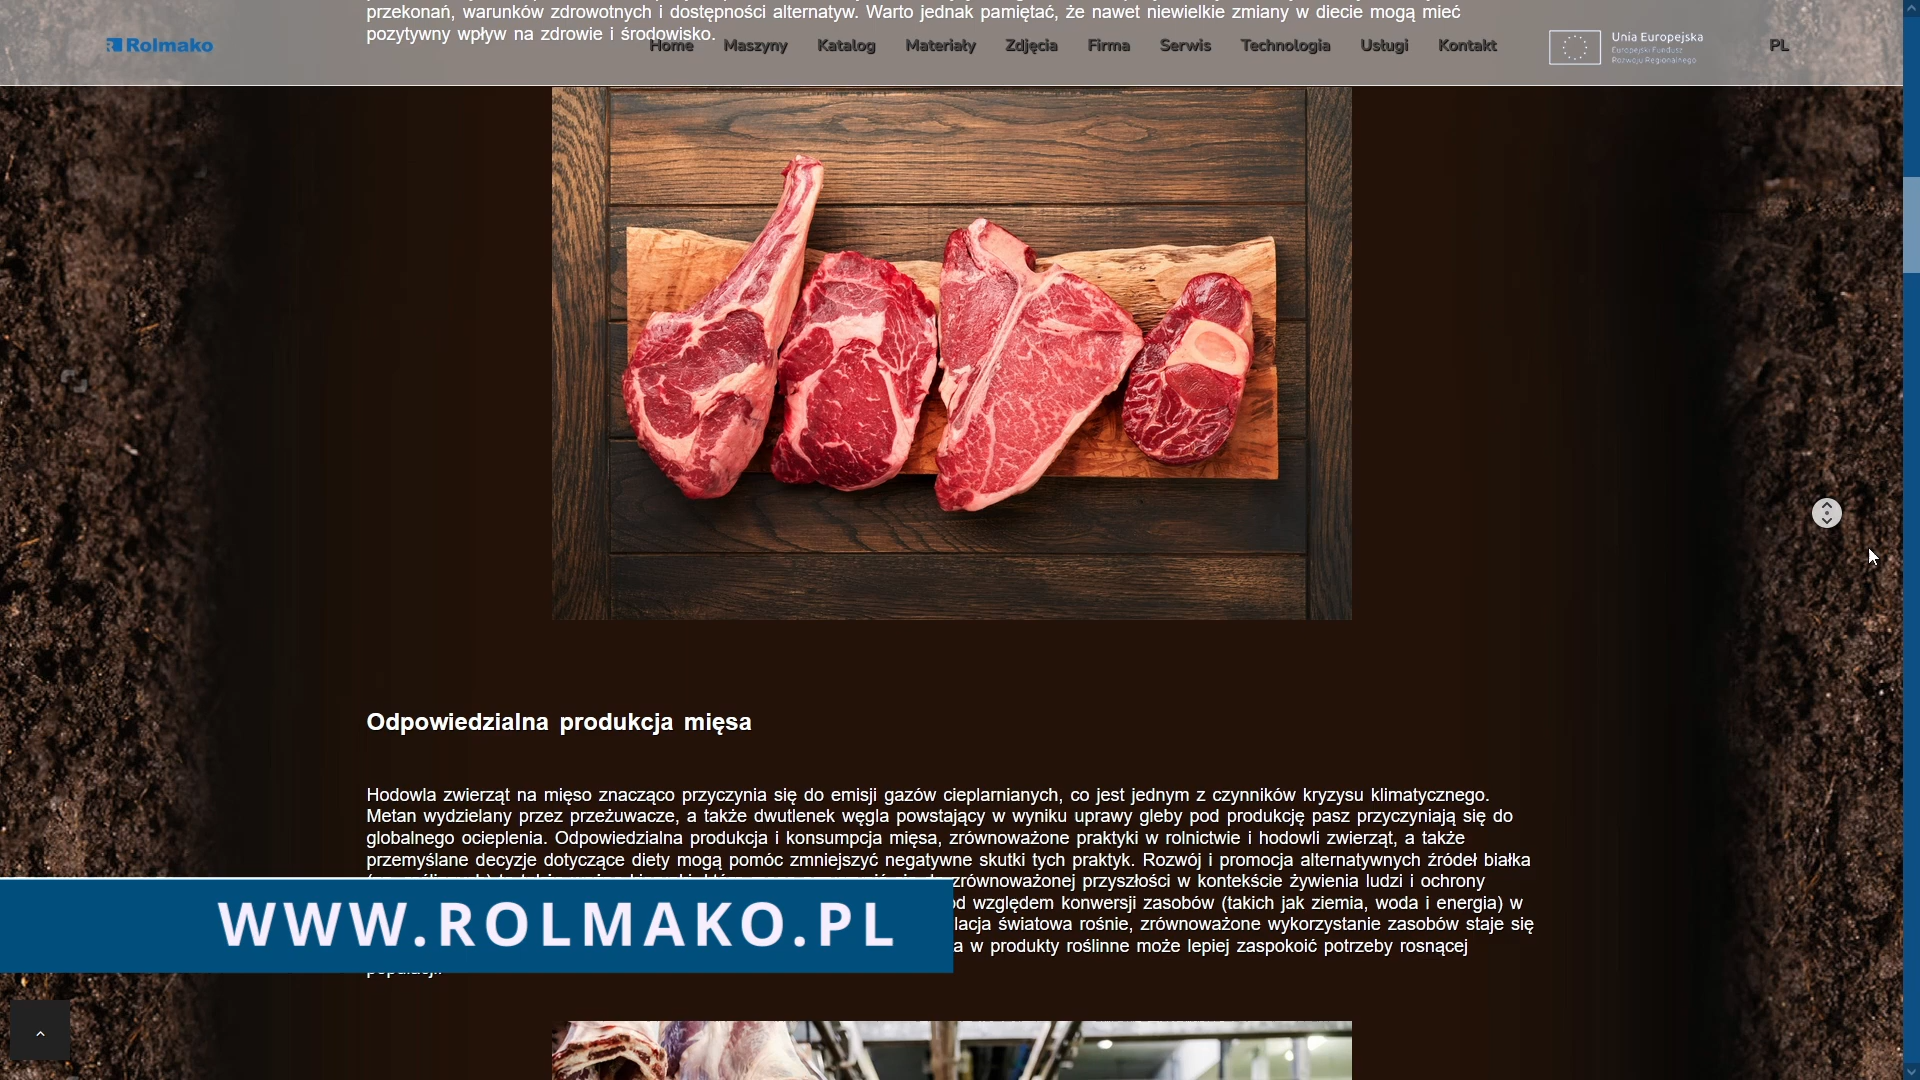 przekonań, warunków zdrowotnych i dostępności alternatyw. Warto jednak pamiętać, że nawet niewielkie zmiany w diecie mogą mieć
pozytywny wpływ na zdrowie i środowisko.
Rolmako
Home Maszyny Katalog Materiały Zdjęcia Firma Serwis Technologia Usługi Kontakt
Unia Europejska
Europejski Fundusz
Rozwoju Regionalnego
PL
Odpowiedzialna produkcja mięsa
Hodowla zwierząt na mięso znacząco przyczynia się do emisji gazów cieplarnianych, co jest jednym z czynników kryzysu klimatycznego.
Metan wydzielany przez przeżuwacze, a także dwutlenek węgla powstający w wyniku uprawy gleby pod produkcję pasz przyczyniają się do
globalnego ocieplenia. Odpowiedzialna produkcja i konsumpcja mięsa, zrównoważone praktyki w rolnictwie i hodowli zwierząt, a także
przemyślane decyzje dotyczące diety mogą pomóc zmniejszyć negatywne skutki tych praktyk. Rozwój i promocja alternatywnych źródeł białka
zrównoważonej przyszłości w kontekście żywienia ludzi i ochrony
względem konwersji zasobów (takich jak ziemia, woda i energia) w
światowa rośnie, zrównoważone wykorzystanie zasobów staje się
w produkty roślinne może lepiej zaspokoić potrzeby rosnącej
WWW.ROLMAKO.PL